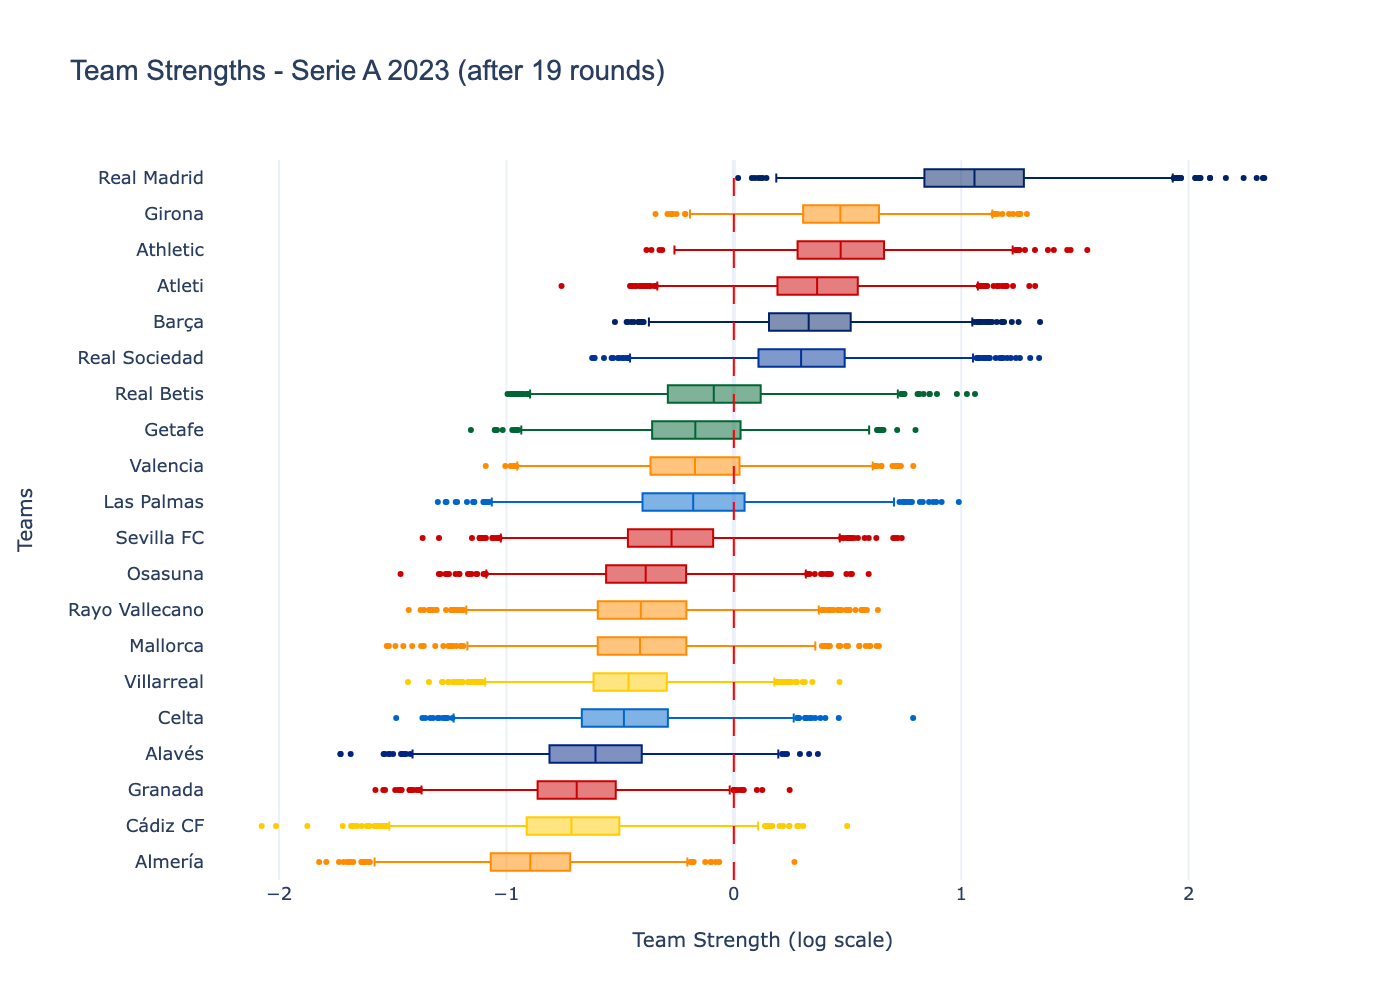 Team Strengths - Serie A 2023 (after 19 rounds)
Teams
Real Madrid
Girona
Athletic
Atleti
Barça
Real Sociedad
Real Betis
Getafe
Valencia
Las Palmas
Sevilla FC
Osasuna
Rayo Vallecano
Mallorca
Villarreal
Celta
Alavés
Granada
Cádiz CF
Almería
−2 −1 0 1 2
Team Strength (log scale)